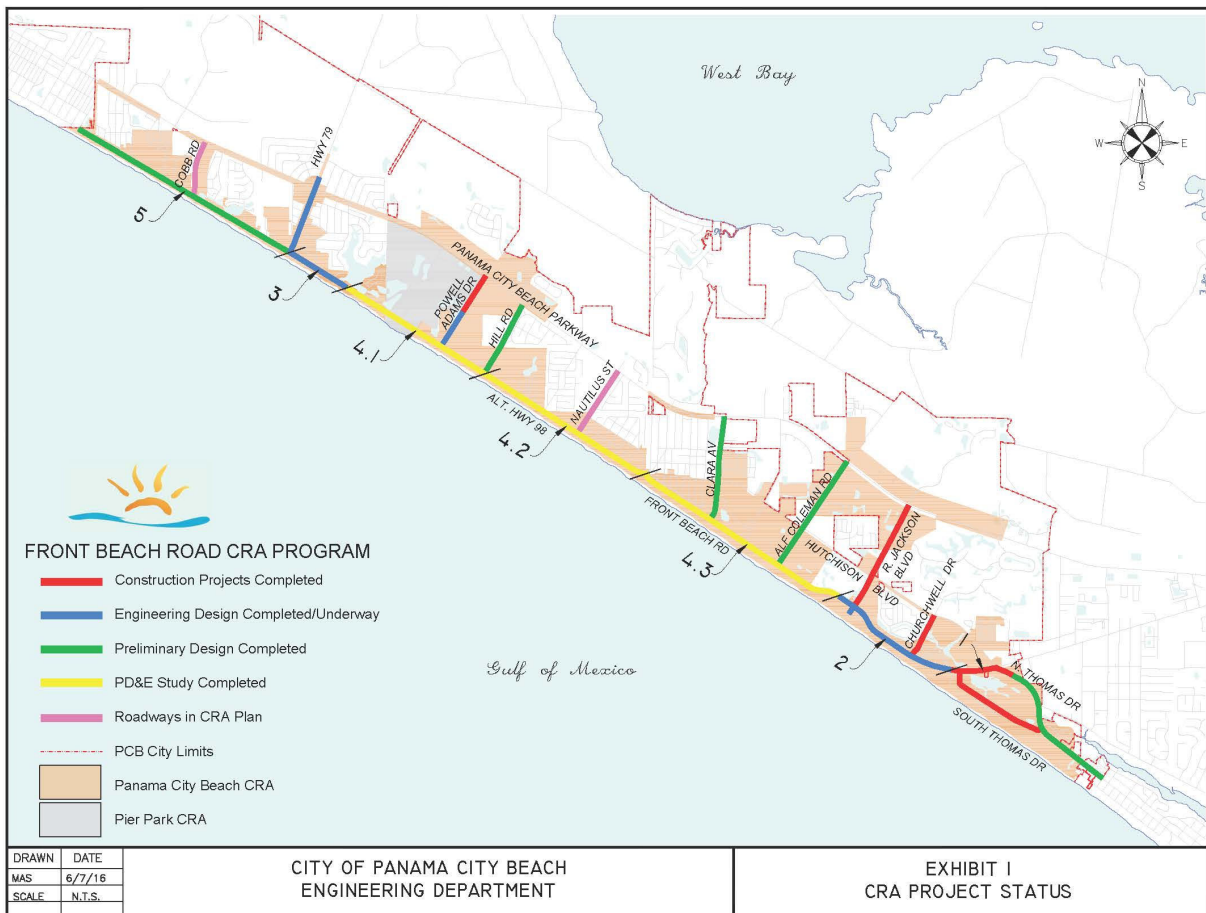 West Bay
N
W
E
S
COBB RD
HWY 79
5
3
PANAMA CITY BEACH PARKWAY
POWELL
ADAMS DR
HILL RD
4.1
NAUTILUS ST
ALT. HWY 98
4.2
CLARA AV
ALF COLEMAN RD
FRONT BEACH RD
4.3
HUTCHISON
BLVD
R. JACKSON
BLVD
CHURCHWELL DR
2
1
N. THOMAS DR
SOUTH THOMAS DR
Gulf of Mexico
FRONT BEACH ROAD CRA PROGRAM
Construction Projects Completed
Engineering Design Completed/Underway
Preliminary Design Completed
PD&E Study Completed
Roadways in CRA Plan
PCB City Limits
Panama City Beach CRA
Pier Park CRA
DRAWN DATE
MAS 6/7/16
SCALE N.T.S.
CITY OF PANAMA CITY BEACH
ENGINEERING DEPARTMENT
EXHIBIT 1
CRA PROJECT STATUS